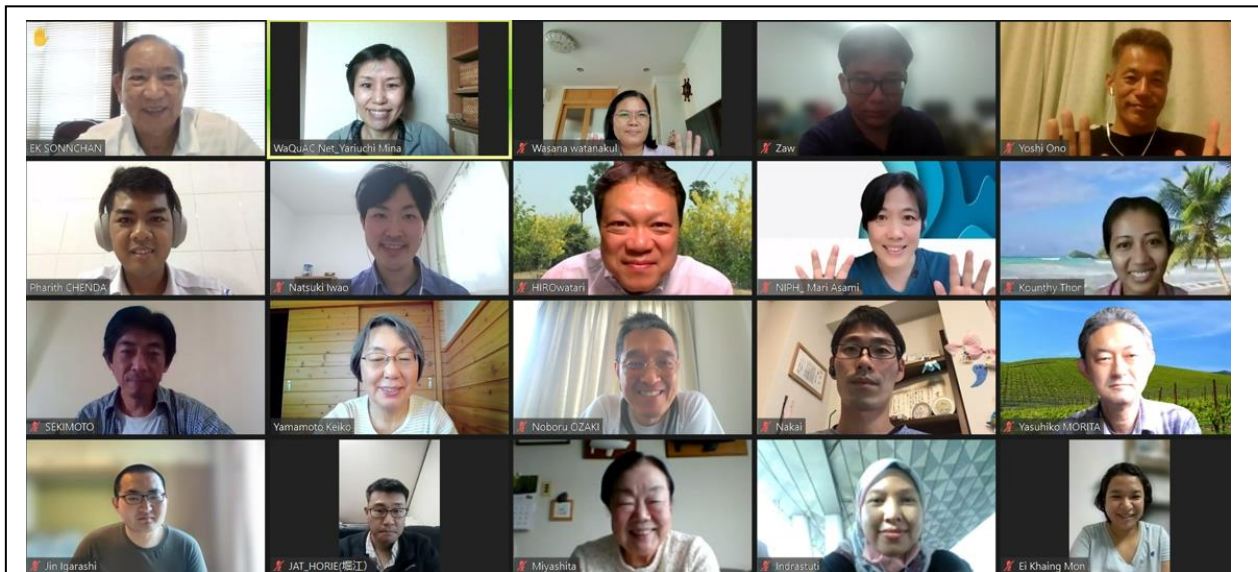 EK SONNCHAN
WaQuAC Net_Yariuchi Mina
Wasana watanakul
Zaw
Yoshi Ono
Pharith CHENDA
Natsuki Iwao
HIROwatari
NIPH_ Mari Asami
Kounthy Thor
SEKIMOTO
Yamamoto Keiko
Noboru OZAKI
Nakai
Yasuhiko MORITA
Jin Igarashi
JAT_HORIE(堀江)
Miyashita
Indrastuti
Ei Khaing Mon